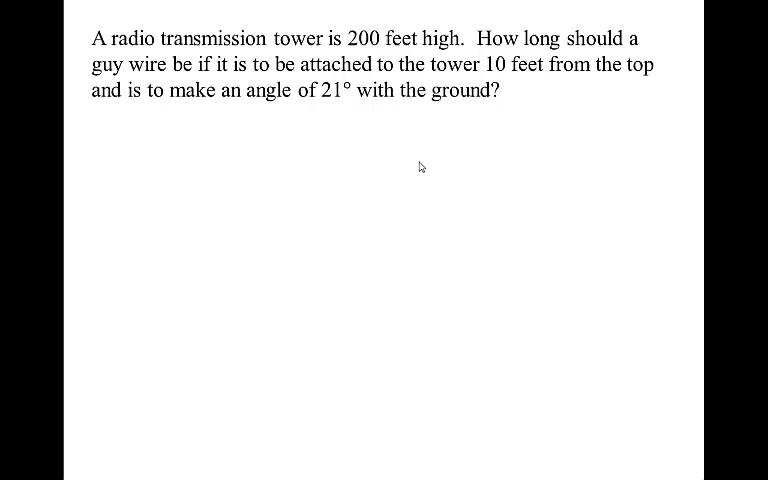 A radio transmission tower is 200 feet high.  How long should a
guy wire be if it is to be attached to the tower 10 feet from the top
and is to make an angle of 21° with the ground?